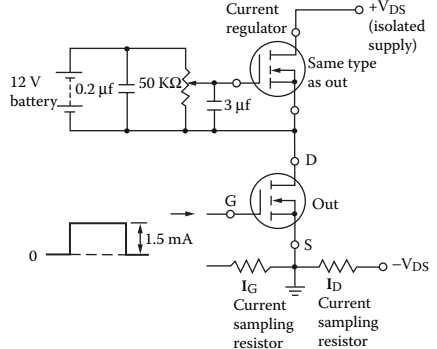 Current
regulator
+V_DS
(isolated
supply)
Same type
as out
12 V
battery
0.2 µf
50 KΩ
3 µf
D
G
Out
1.5 mA
0
S
−V_DS
I_G
Current
sampling
resistor
I_D
Current
sampling
resistor